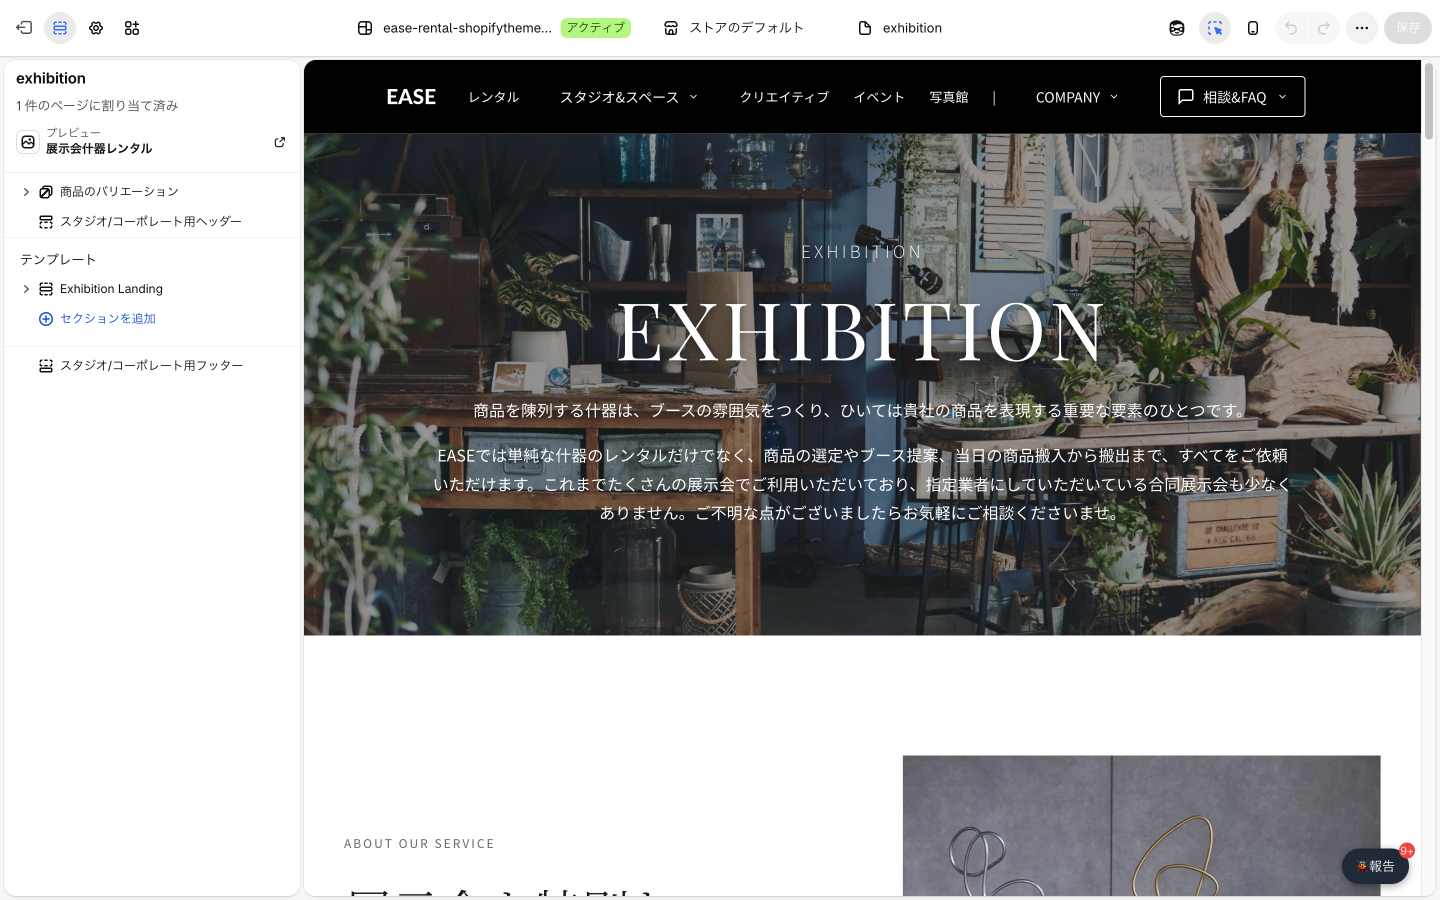 ease-rental-shopifytheme...
アクティブ
ストアのデフォルト
exhibition
保存
exhibition
1 件のページに割り当て済み
プレビュー
展示会什器レンタル
商品のバリエーション
スタジオ/コーポレート用ヘッダー
テンプレート
Exhibition Landing
セクションを追加
スタジオ/コーポレート用フッター
EASE
レンタル
スタジオ&スペース
クリエイティブ
イベント
写真館
|
COMPANY
相談&FAQ
EXHIBITION
EXHIBITION
商品を陳列する什器は、ブースの雰囲気をつくり、ひいては貴社の商品を表現する重要な要素のひとつです。
EASEでは単純な什器のレンタルだけでなく、商品の選定やブース提案、当日の商品搬入から搬出まで、すべてをご依頼
いただけます。これまでたくさんの展示会でご利用いただいており、指定業者にしていただいている合同展示会も少なく
ありません。ご不明な点がございましたらお気軽にご相談くださいませ。
ABOUT OUR SERVICE
9+
報告